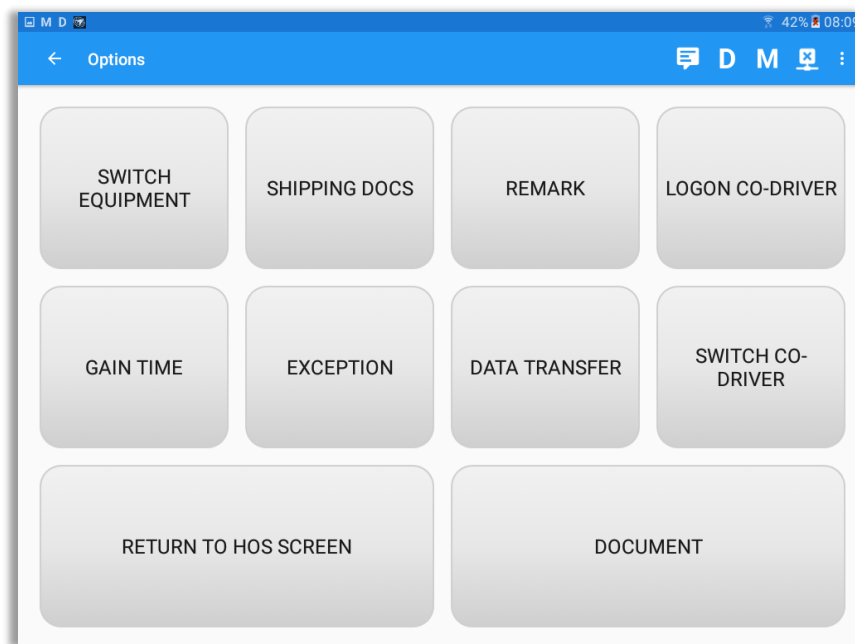 M D 42% 08:09
Options D M
SWITCH
EQUIPMENT
SHIPPING DOCS
REMARK
LOGON CO-DRIVER
GAIN TIME
EXCEPTION
DATA TRANSFER
SWITCH CO-
DRIVER
RETURN TO HOS SCREEN
DOCUMENT